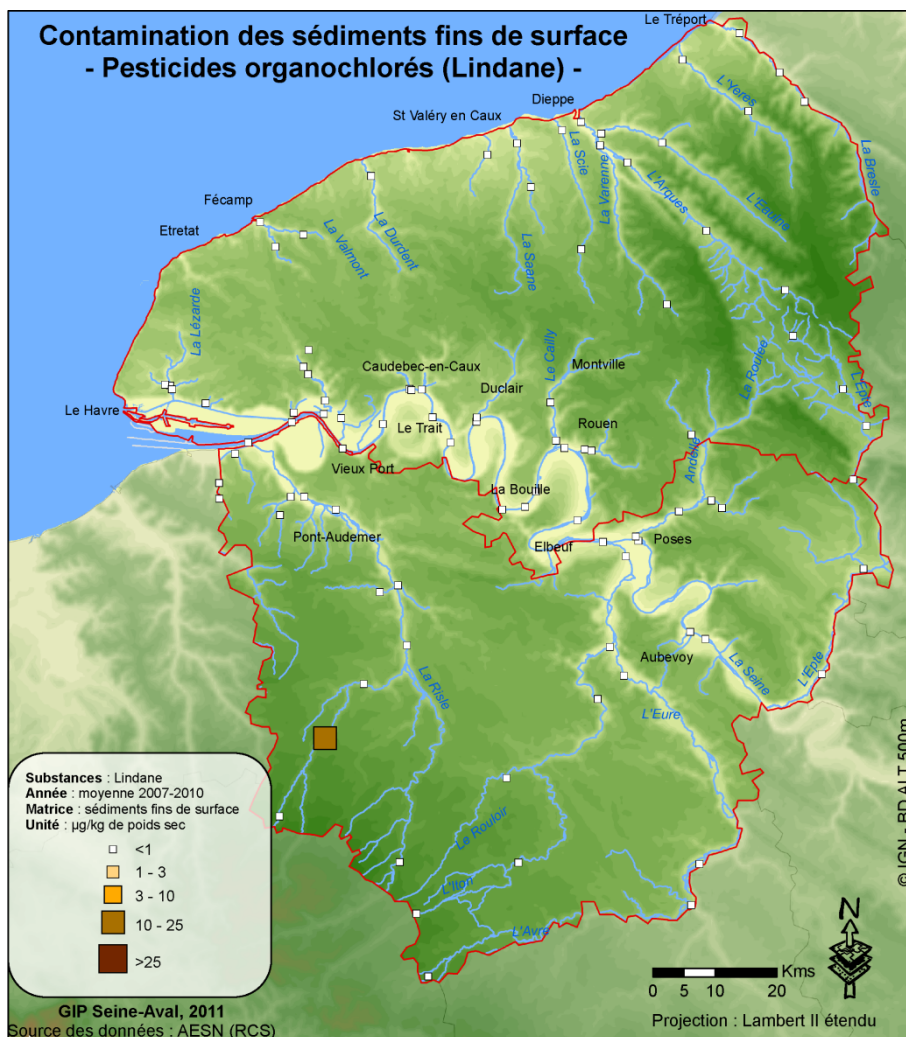 Contamination des sédiments fins de surface
- Pesticides organochlorés (Lindane) -
Le Tréport
L'Yeres
Dieppe
St Valéry en Caux
La Scie
La Varenne
L'Arques
L'Eaulne
La Bresle
Fécamp
Etretat
La Valmont
La Durdent
La Saane
La Lézarde
Le Cailly
Montville
La Roulee
L'Epte
Caudebec-en-Caux
Duclair
Le Havre
Le Trait
Rouen
Vieux Port
Andelle
La Bouille
Pont-Audemer
Elbeuf
Poses
Aubevoy
La Seine
L'Epte
La Risle
L'Eure
Le Rouloir
L'Iton
L'Avre
Substances : Lindane
Année : moyenne 2007-2010
Matrice : sédiments fins de surface
Unité : µg/kg de poids sec
<1
1 - 3
3 - 10
10 - 25
>25
GIP Seine-Aval, 2011
Source des données : AESN (RCS)
© IGN - BD ALT 500m
N
Kms
0 5 10 20
Projection : Lambert II étendu